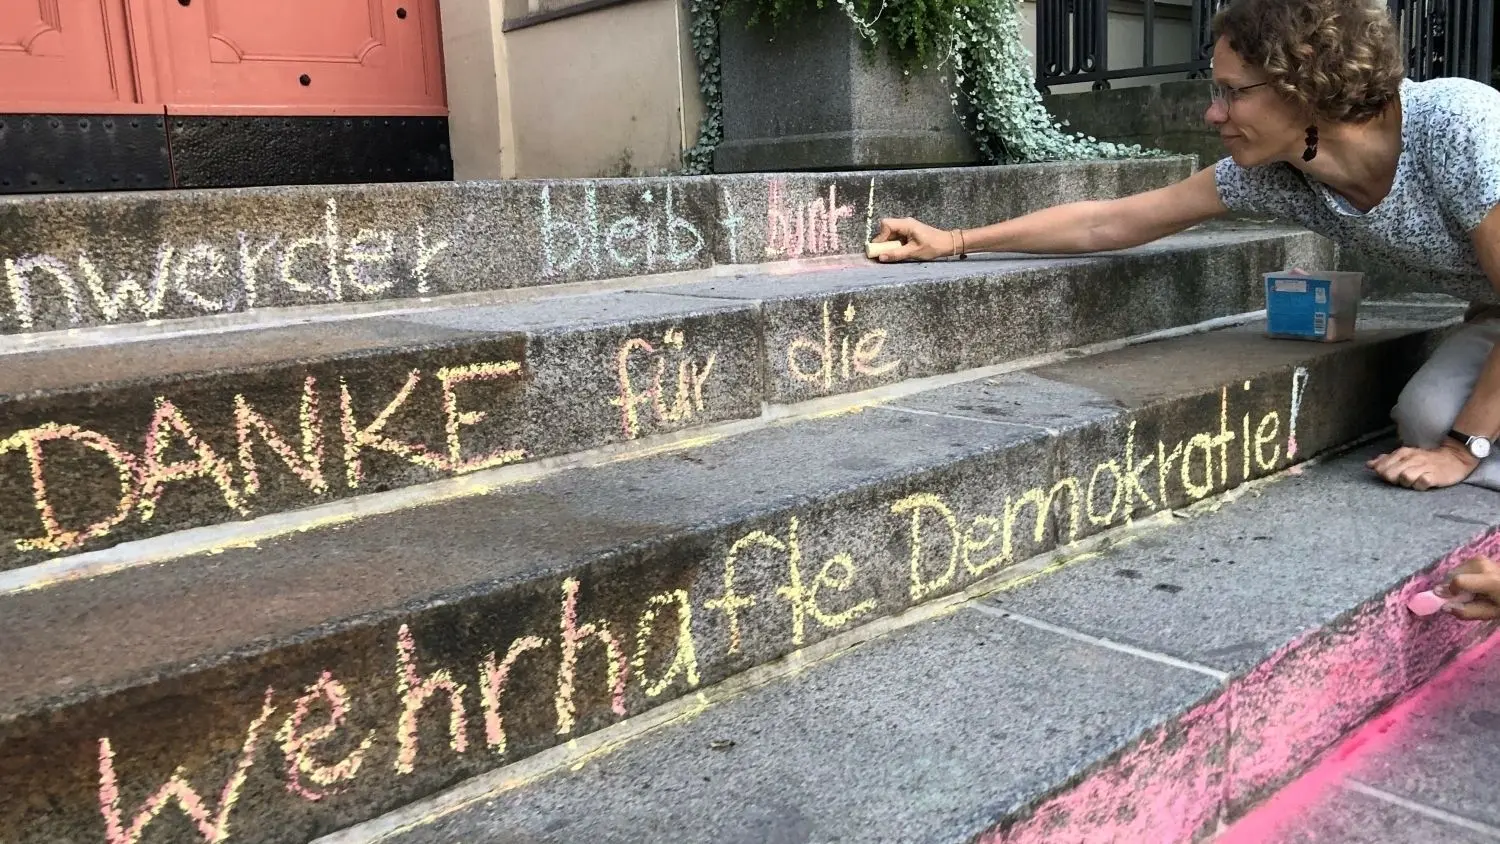 nwerder bleibt bunt!
DANKE für die
wehrhafte Demokratie!